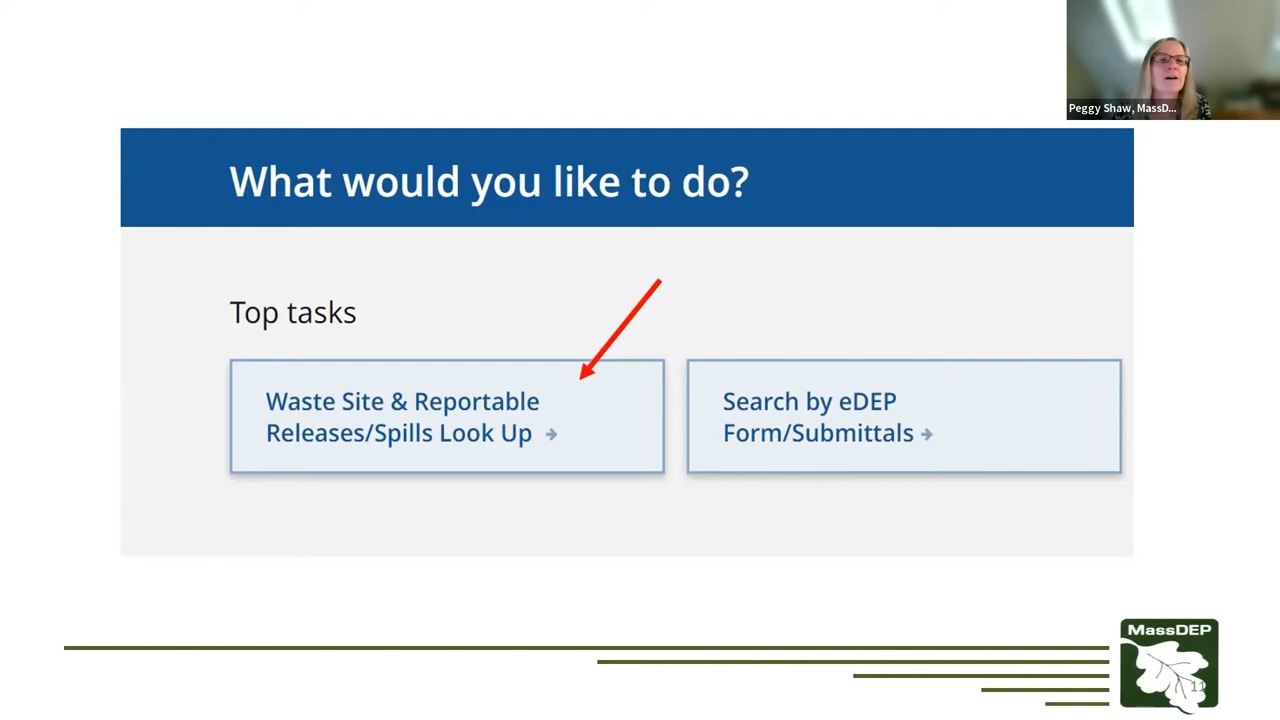 Peggy Shaw, MassD...
What would you like to do?
Top tasks
Waste Site & Reportable
Releases/Spills Look Up
Search by eDEP
Form/Submittals
MassDEP
11